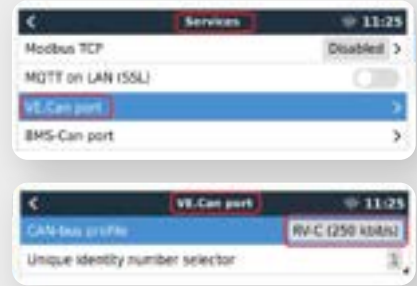 Services 11:25
Modbus TCP Disabled
MQTT on LAN (SSL)
VE.Can port
BMS-Can port
VE.Can port 11:25
CAN-bus profile RV-C (250 kbit/s)
Unique identity number selector 1